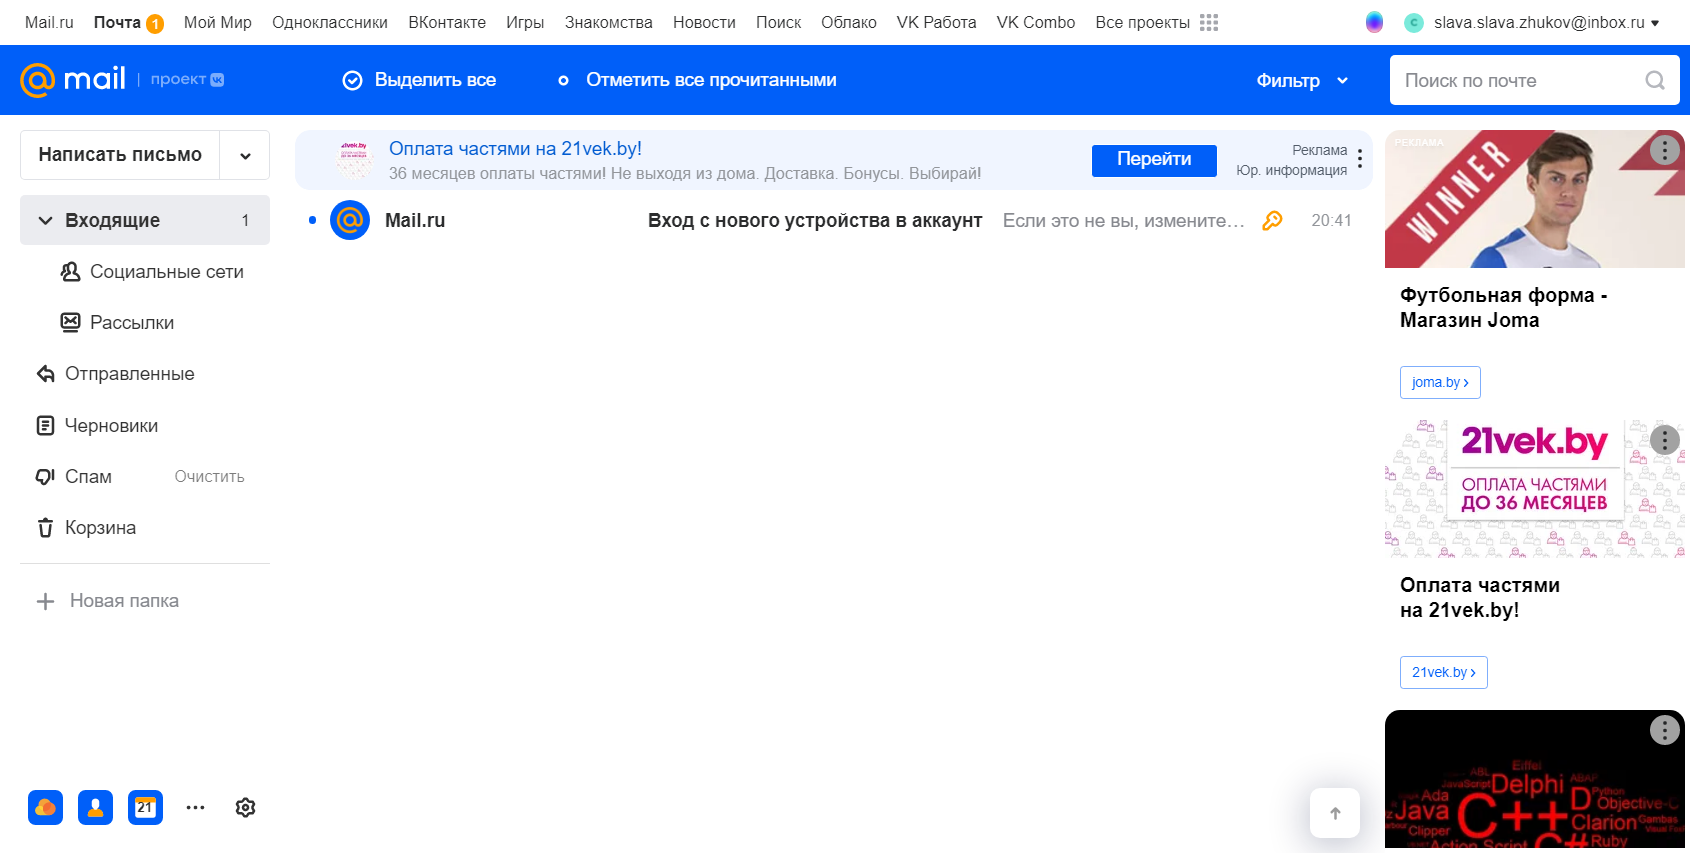 Mail.ru Почта 1 Мой Мир Одноклассники ВКонтакте Игры Знакомства Новости Поиск Облако VK Работа VK Combo Все проекты C slava.slava.zhukov@inbox.ru
@mail | проект Выделить все Отметить все прочитанными Фильтр Поиск по почте
Написать письмо
Входящие 1
Социальные сети
Рассылки
Отправленные
Черновики
Спам Очистить
Корзина
Новая папка
21
21vek.by
Оплата частями на 21vek.by!
36 месяцев оплаты частями! Не выходя из дома. Доставка. Бонусы. Выбирай!
Перейти
Реклама
Юр. информация
Mail.ru Вход с нового устройства в аккаунт Если это не вы, измените... 20:41
РЕКЛАМА
WINNER
Футбольная форма -
Магазин Joma
joma.by
21vek.by
ОПЛАТА ЧАСТЯМИ
ДО 36 МЕСЯЦЕВ
Оплата частями
на 21vek.by!
21vek.by
Eiffel
ABL ABAP
JavaScript Delphi
Python
Ada D Objective-C
Java C++
Clarion Gambas
Clipper
Action Script C# Ruby